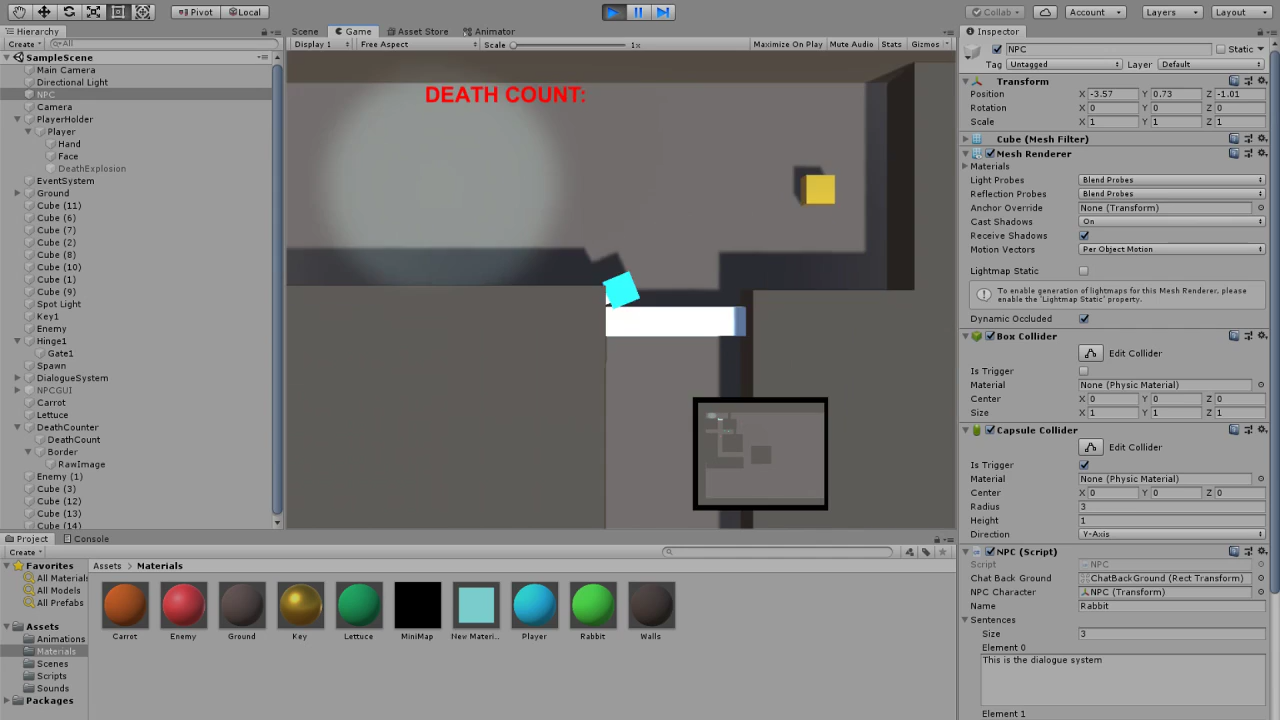 Pivot Local Collab Account Layers Layout
Hierarchy Scene Game Asset Store Animator Inspector
Create All Display 1 Free Aspect Scale 1x Maximize On Play Mute Audio Stats Gizmos
SampleScene
Main Camera
Directional Light
NPC
Camera
PlayerHolder
Player
Hand
Face
DeathExplosion
EventSystem
Ground
Cube (11)
Cube (6)
Cube (7)
Cube (2)
Cube (8)
Cube (10)
Cube (1)
Cube (9)
Spot Light
Key1
Enemy
Hinge1
Gate1
Spawn
DialogueSystem
NPCGUI
Carrot
Lettuce
DeathCounter
DeathCount
Border
RawImage
Enemy (1)
Cube (3)
Cube (12)
Cube (13)
Cube (14)
DEATH COUNT:
NPC Static
Tag Untagged Layer Default
Transform
Position X -3.57 Y 0.73 Z -1.01
Rotation X 0 Y 0 Z 0
Scale X 1 Y 1 Z 1
Cube (Mesh Filter)
Mesh Renderer
Materials
Light Probes Blend Probes
Reflection Probes Blend Probes
Anchor Override None (Transform)
Cast Shadows On
Receive Shadows
Motion Vectors Per Object Motion
Lightmap Static
To enable generation of lightmaps for this Mesh Renderer, please
enable the 'Lightmap Static' property.
Dynamic Occluded
Box Collider
Edit Collider
Is Trigger
Material None (Physic Material)
Center X 0 Y 0 Z 0
Size X 1 Y 1 Z 1
Capsule Collider
Edit Collider
Is Trigger
Material None (Physic Material)
Center X 0 Y 0 Z 0
Radius 3
Height 1
Direction Y-Axis
NPC (Script)
Script NPC
Chat Back Ground ChatBackGround (Rect Transform)
NPC Character NPC (Transform)
Name Rabbit
Sentences
Size 3
Element 0
This is the dialogue system
Element 1
Project Console
Create
Favorites
All Materials
All Models
All Prefabs
Assets
Animations
Materials
Scenes
Scripts
Sounds
Packages
Assets Materials
Carrot Enemy Ground Key Lettuce MiniMap New Materi... Player Rabbit Walls